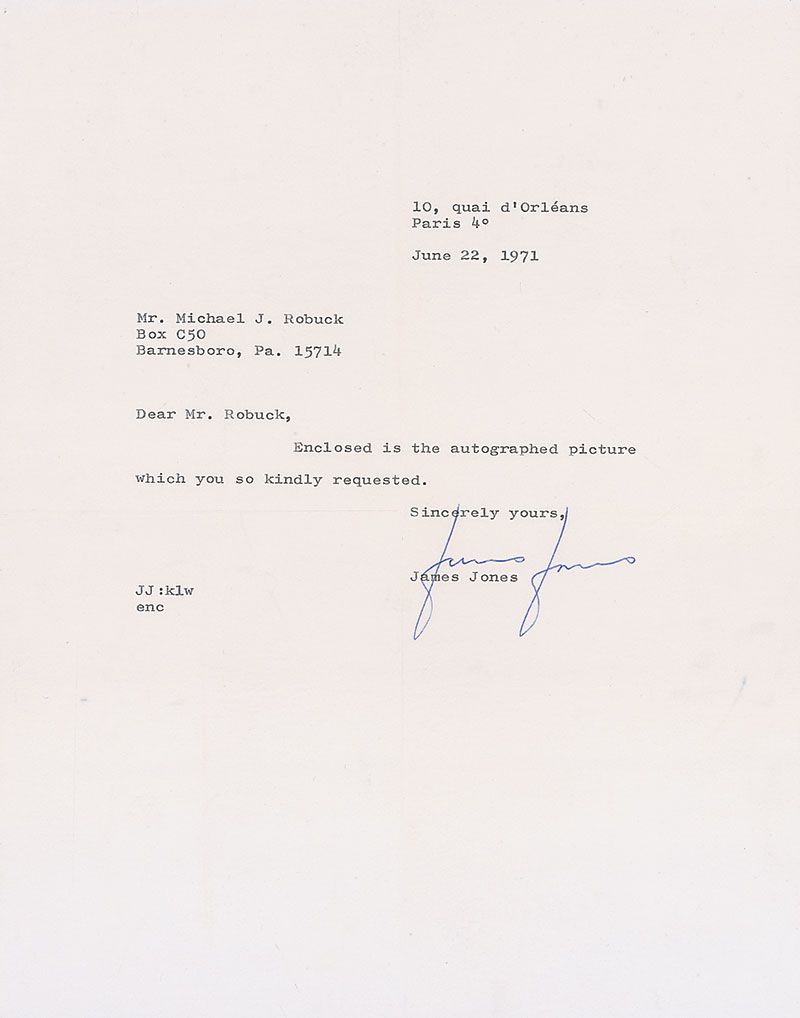 10, quai d'Orléans
Paris 4°
June 22, 1971
Mr. Michael J. Robuck
Box C50
Barnesboro, Pa. 15714
Dear Mr. Robuck,
Enclosed is the autographed picture
which you so kindly requested.
Sincerely yours,
James Jones
James Jones
JJ:klw
enc